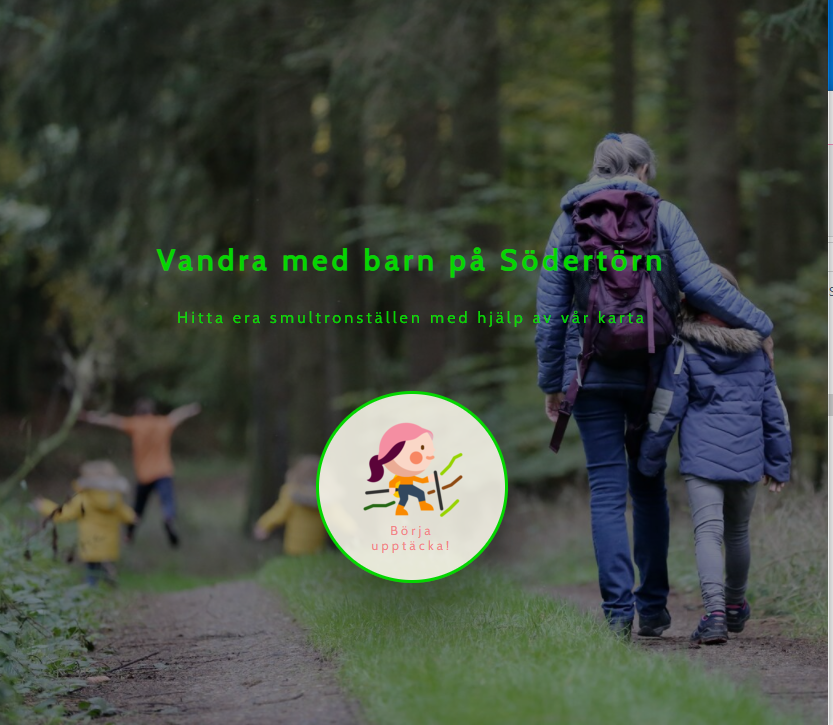 Vandra med barn på Södertörn
Hitta era smultronställen med hjälp av vår karta
Börja
upptäcka!